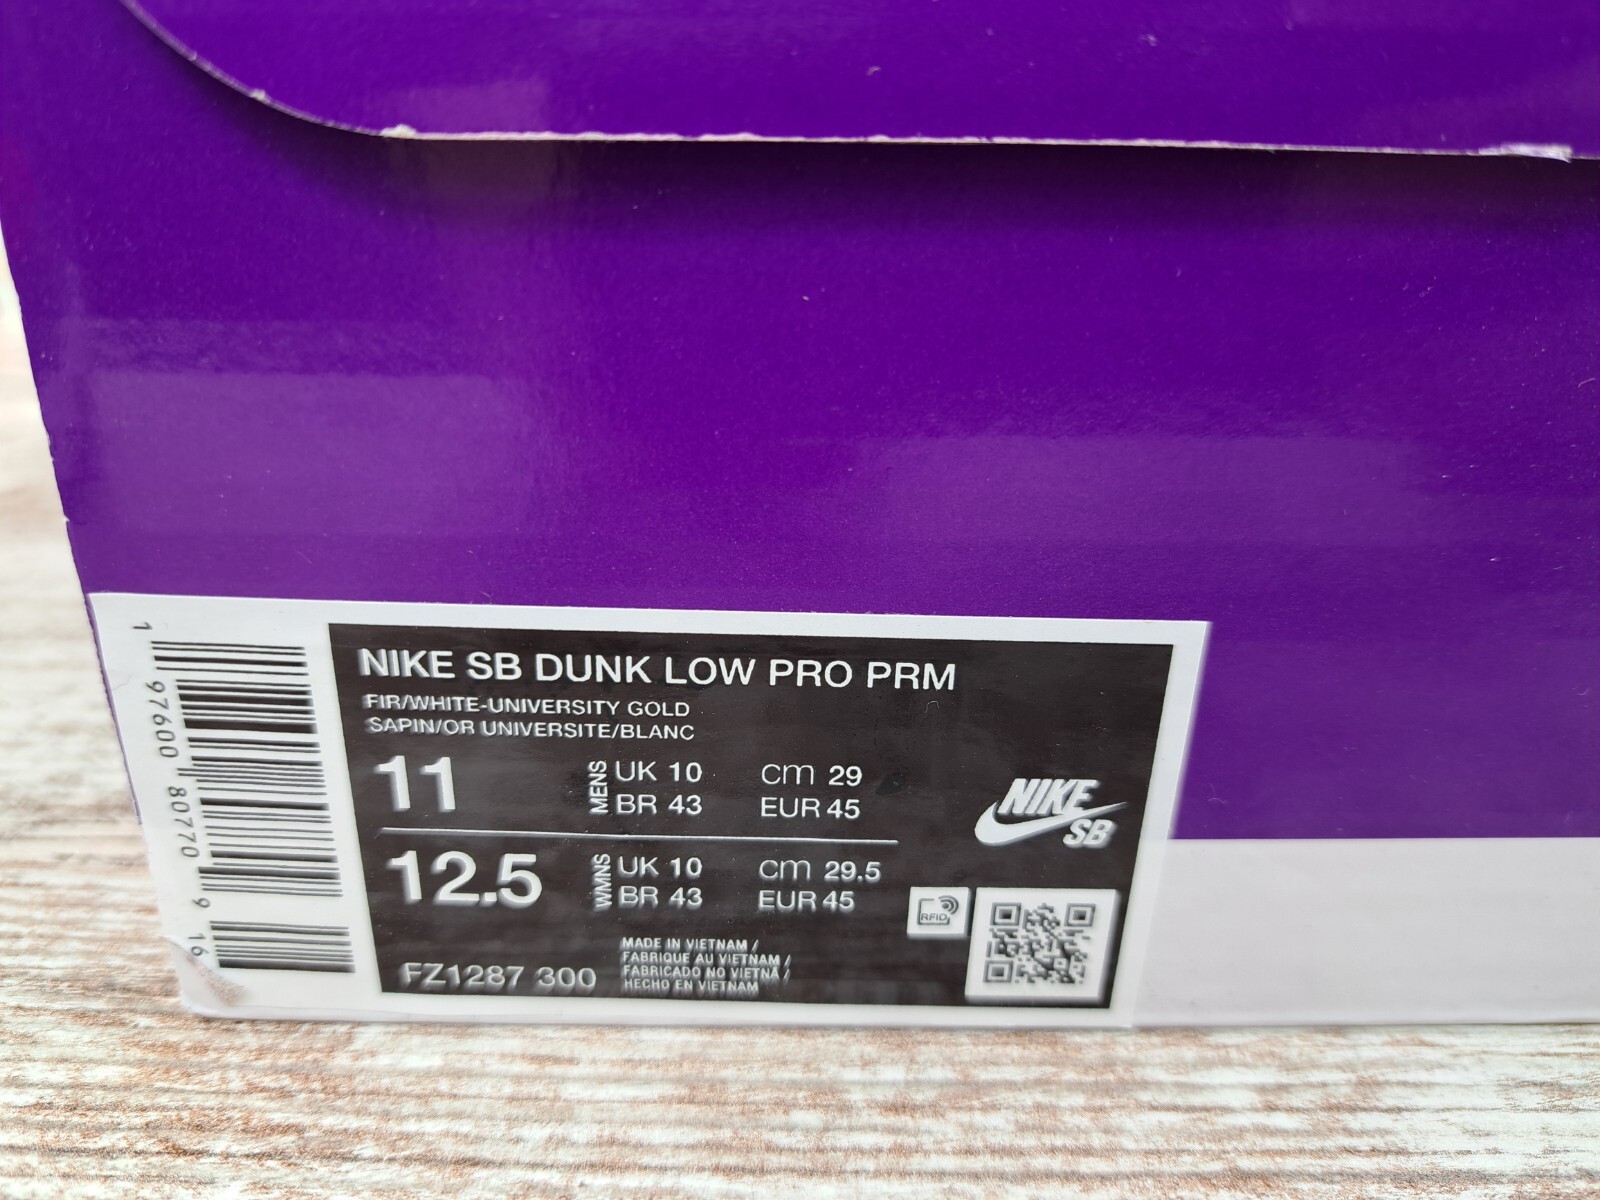 NIKE SB DUNK LOW PRO PRM
FIR/WHITE-UNIVERSITY GOLD
SAPIN/OR UNIVERSITE/BLANC
11 MENS UK 10 cm 29
BR 43 EUR 45
12.5 WMNS UK 10 cm 29.5
BR 43 EUR 45
FZ1287 300
MADE IN VIETNAM /
FABRIQUE AU VIETNAM /
FABRICADO NO VIETNÃ /
HECHO EN VIETNAM
NIKE
SB
RFID
1 97600 80770 9 16